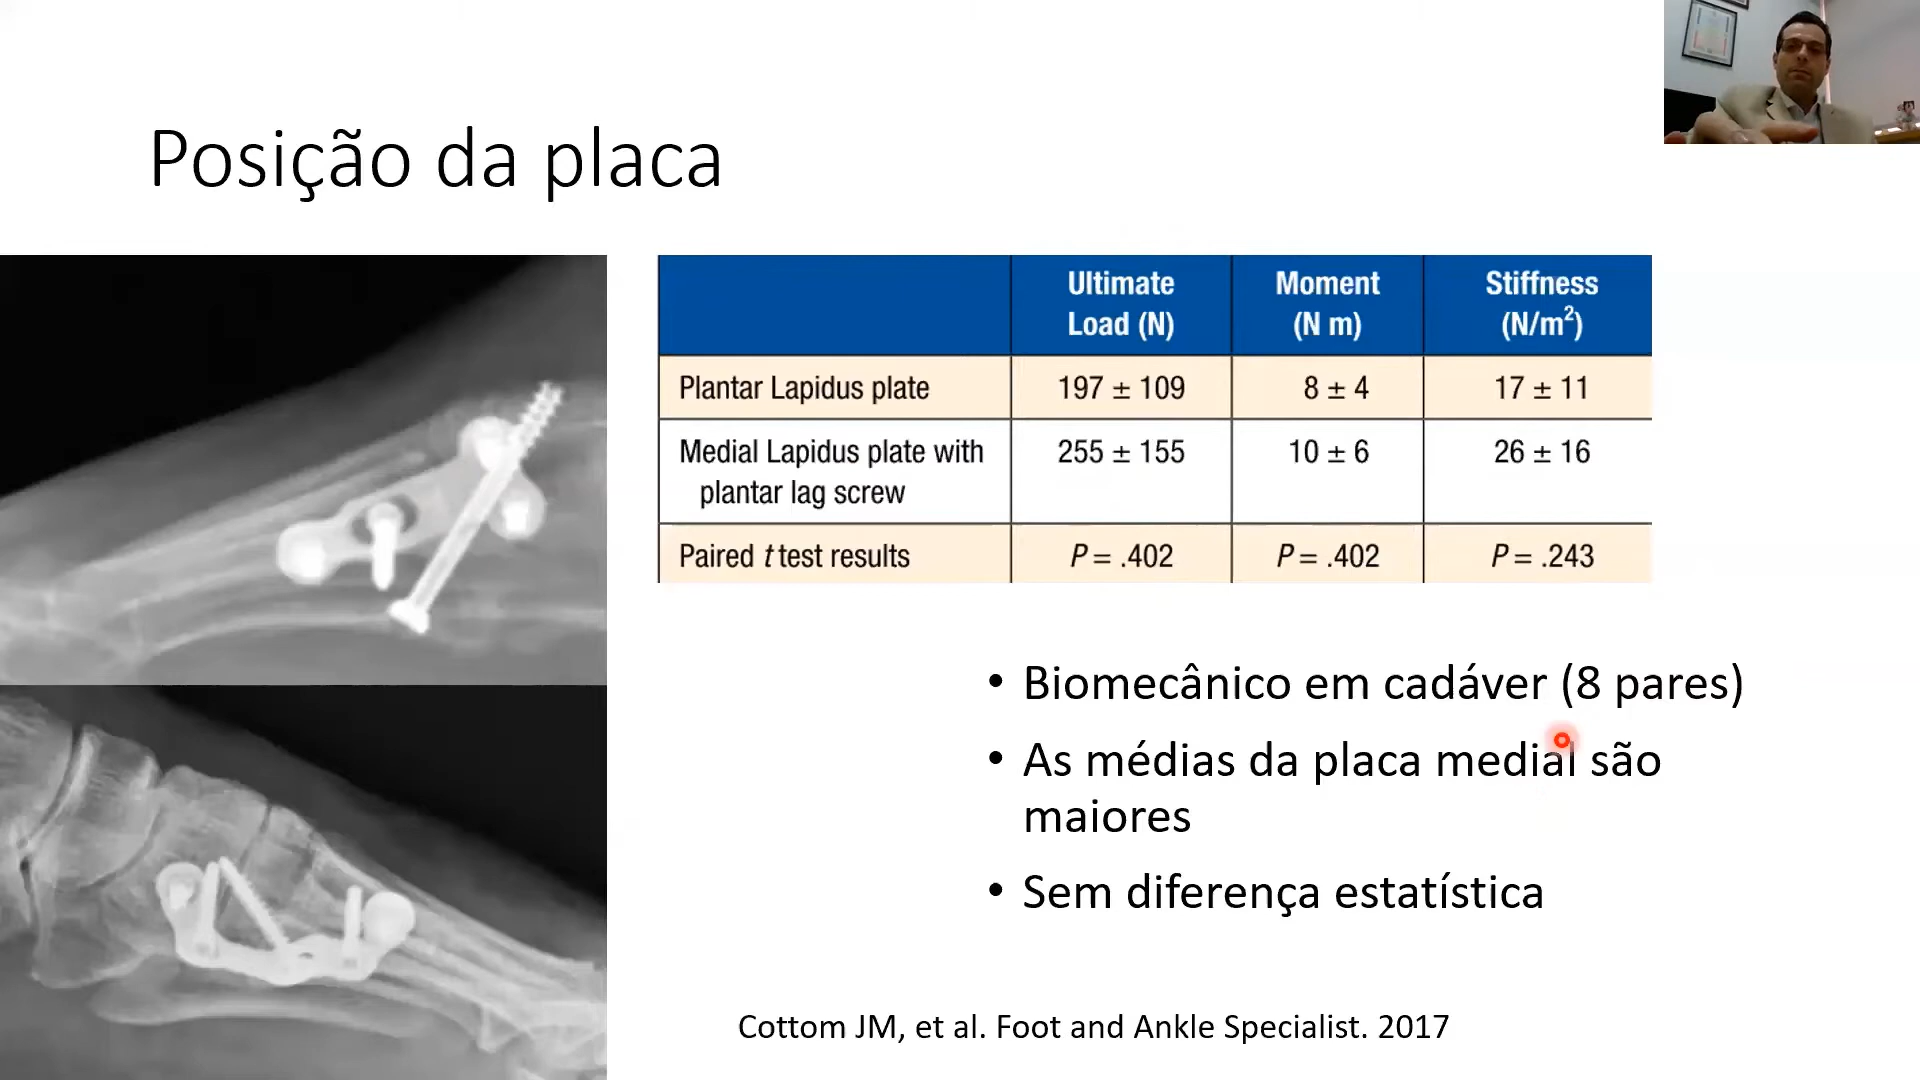 Posição da placa
Ultimate Load (N)
Moment (N m)
Stiffness (N/m²)
Plantar Lapidus plate 197 ± 109 8 ± 4 17 ± 11
Medial Lapidus plate with plantar lag screw 255 ± 155 10 ± 6 26 ± 16
Paired t test results P = .402 P = .402 P = .243
• Biomecânico em cadáver (8 pares)
• As médias da placa medial são
maiores
• Sem diferença estatística
Cottom JM, et al. Foot and Ankle Specialist. 2017